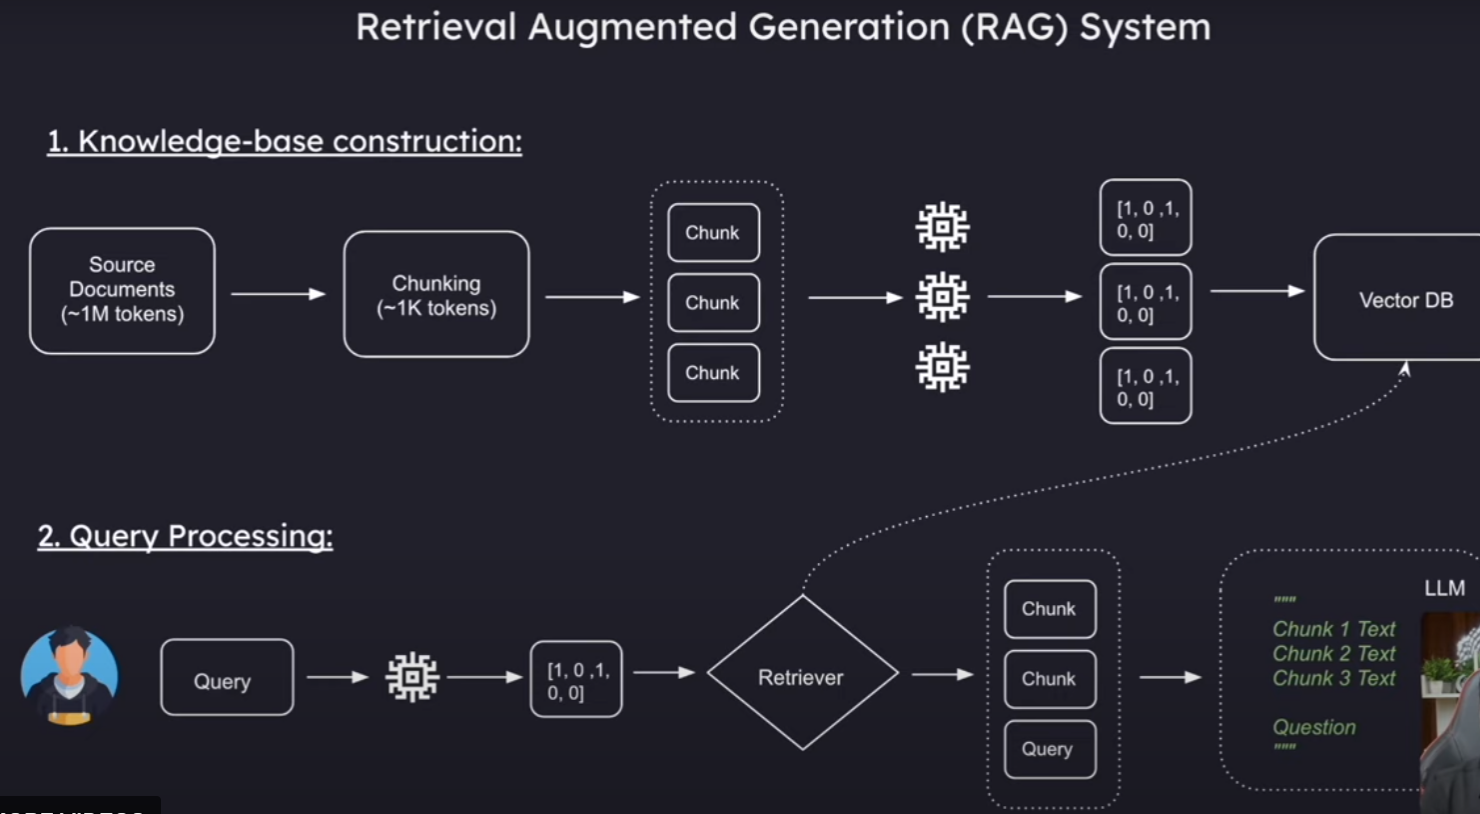 Retrieval Augmented Generation (RAG) System
1. Knowledge-base construction:
Source
Documents
(~1M tokens)
Chunking
(~1K tokens)
Chunk
Chunk
Chunk
[1, 0 ,1,
0, 0]
[1, 0 ,1,
0, 0]
[1, 0 ,1,
0, 0]
Vector DB
2. Query Processing:
Query
[1, 0 ,1,
0, 0]
Retriever
Chunk
Chunk
Query
LLM
"""
Chunk 1 Text
Chunk 2 Text
Chunk 3 Text
Question
"""